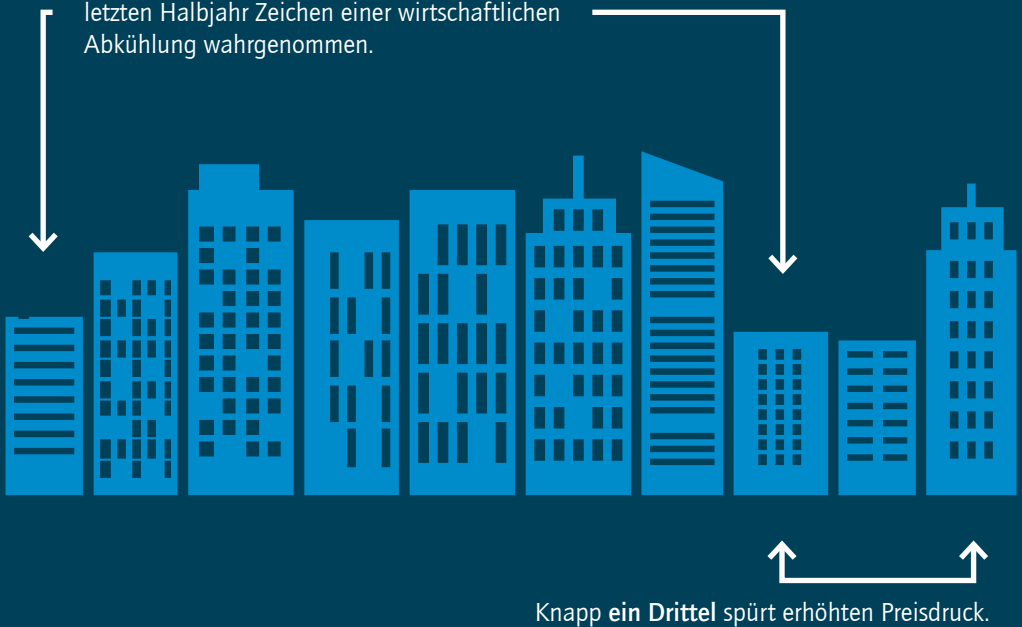 letzten Halbjahr Zeichen einer wirtschaftlichen
Abkühlung wahrgenommen.
Knapp ein Drittel spürt erhöhten Preisdruck.